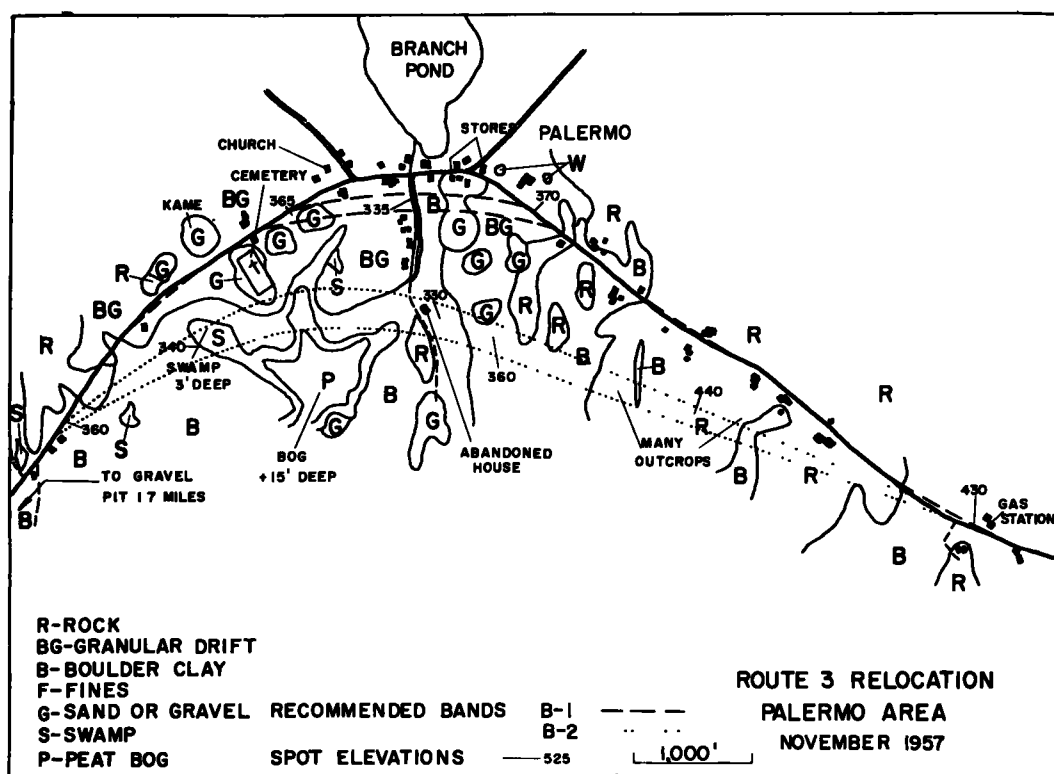 BRANCH
POND
STORES
PALERMO
CHURCH
CEMETERY
W
365
335
B
370
KAME
BG
G
G
G
G
BG
R
G
R
G
G
BG
S
G
G
B
BG
330
G
R
R
R
R
340
S
SWAMP
3' DEEP
R
360
B
B
P
B
G
G
440
R
R
S
360
S
B
B
MANY
OUTCROPS
ABANDONED
HOUSE
BOG
+15' DEEP
TO GRAVEL
PIT 1 7 MILES
B
B
R
430
GAS
STATION
B
R
R-ROCK
BG-GRANULAR DRIFT
B-BOULDER CLAY
F-FINES
G-SAND OR GRAVEL
S-SWAMP
P-PEAT BOG
RECOMMENDED BANDS B-1
B-2
SPOT ELEVATIONS 525
1,000'
ROUTE 3 RELOCATION
PALERMO AREA
NOVEMBER 1957